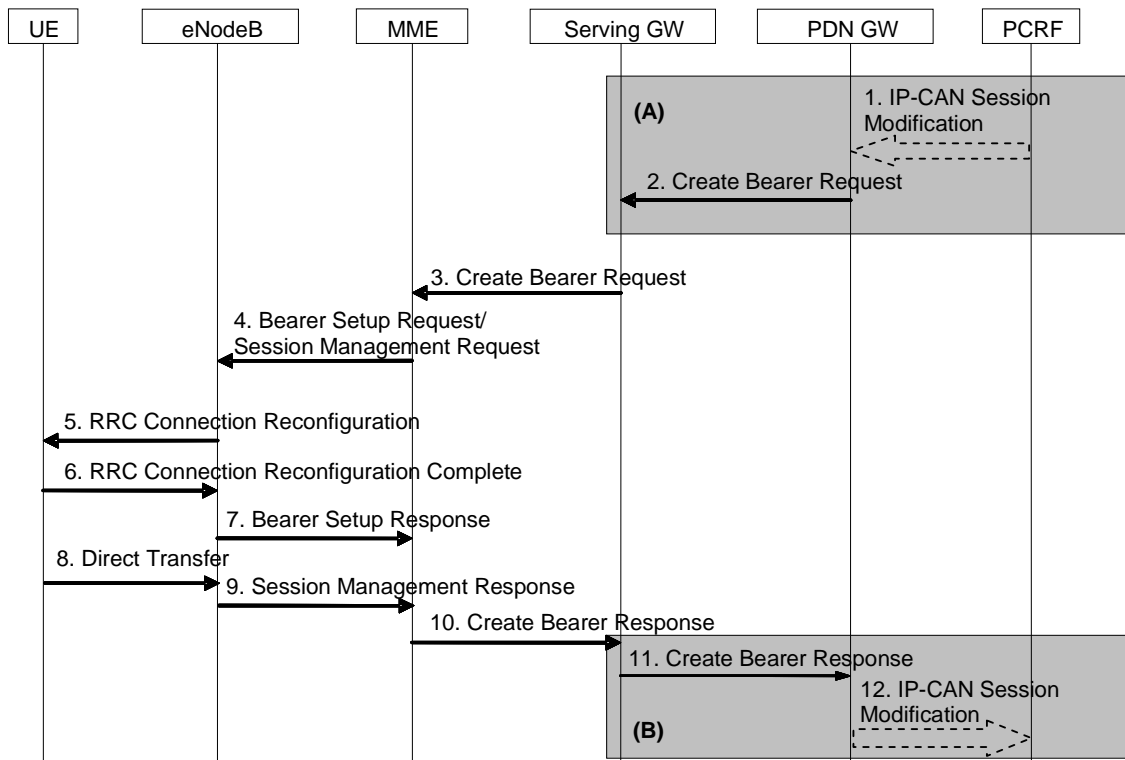 UE eNodeB MME Serving GW PDN GW PCRF
(A)
1. IP-CAN Session
Modification
2. Create Bearer Request
3. Create Bearer Request
4. Bearer Setup Request/
Session Management Request
5. RRC Connection Reconfiguration
6. RRC Connection Reconfiguration Complete
7. Bearer Setup Response
8. Direct Transfer
9. Session Management Response
10. Create Bearer Response
11. Create Bearer Response
12. IP-CAN Session
Modification
(B)